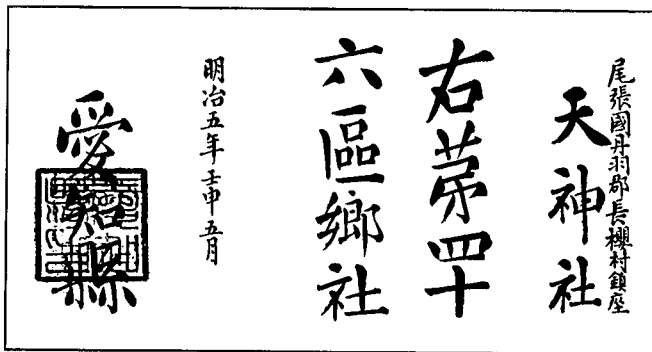 尾張國丹羽郡長櫻村鎮座
天神社
右苐四十
六區鄉社
明治五年壬申五月
愛知縣